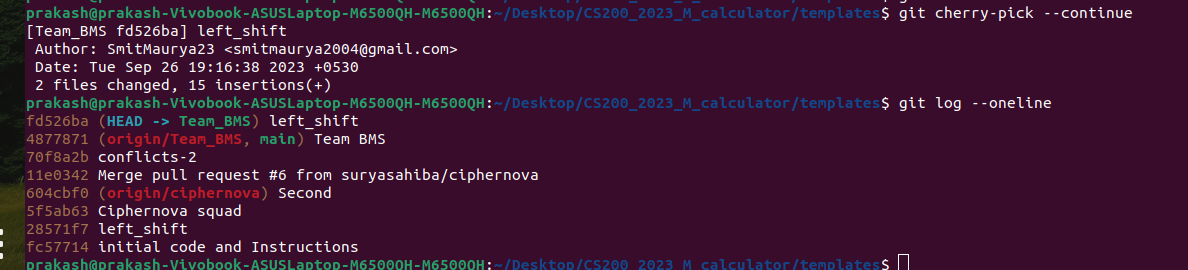 prakash@prakash-Vivobook-ASUSLaptop-M6500QH-M6500QH:~/Desktop/CS200_2023_M_calculator/templates$ git cherry-pick --continue
[Team_BMS fd526ba] left_shift
 Author: SmitMaurya23 <smitmaurya2004@gmail.com>
 Date: Tue Sep 26 19:16:38 2023 +0530
 2 files changed, 15 insertions(+)
prakash@prakash-Vivobook-ASUSLaptop-M6500QH-M6500QH:~/Desktop/CS200_2023_M_calculator/templates$ git log --oneline
fd526ba (HEAD -> Team_BMS) left_shift
4877871 (origin/Team_BMS, main) Team BMS
70f8a2b conflicts-2
11e0342 Merge pull request #6 from suryasahiba/ciphernova
604cbf0 (origin/ciphernova) Second
5f5ab63 Ciphernova squad
28571f7 left_shift
fc57714 initial code and Instructions
prakash@prakash-Vivobook-ASUSLaptop-M6500QH-M6500QH:~/Desktop/CS200_2023_M_calculator/templates$